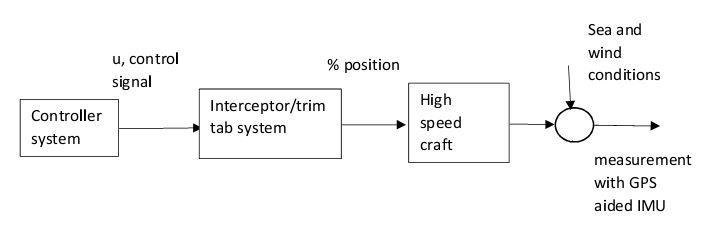 Sea and
wind
conditions
u, control
signal
% position
Controller
system
Interceptor/trim
tab system
High
speed
craft
measurement
with GPS
aided IMU